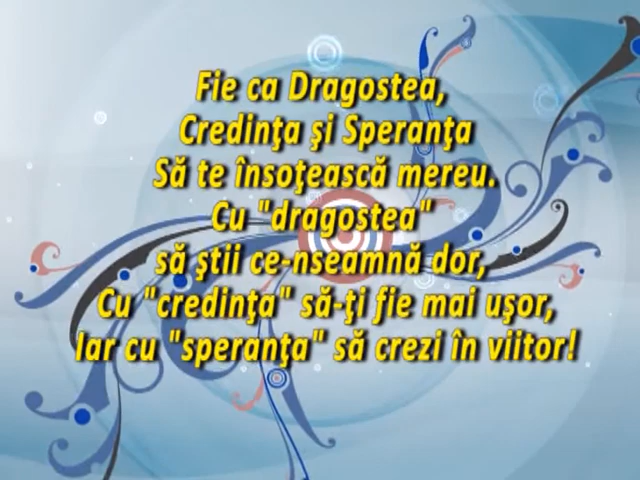 Fie ca Dragostea,
Credinţa şi Speranţa
Să te însoţească mereu.
Cu "dragostea"
să ştii ce-nseamnă dor,
Cu "credinţa" să-ţi fie mai uşor,
Iar cu "speranţa" să crezi în viitor!